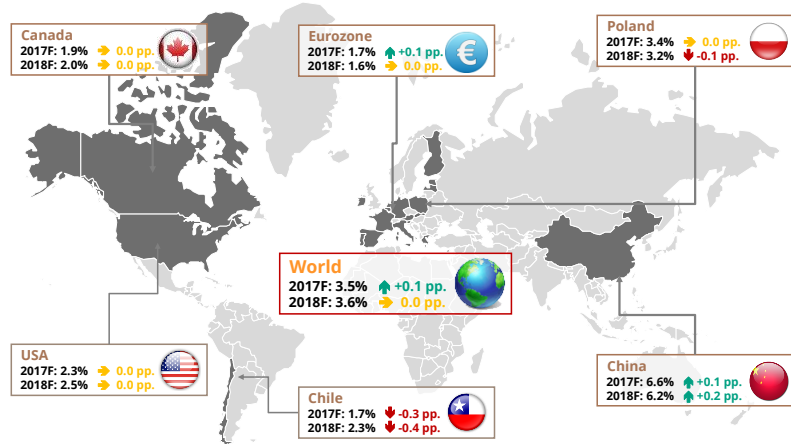 Canada
2017F: 1.9% 0.0 pp.
2018F: 2.0% 0.0 pp.
Eurozone
2017F: 1.7% +0.1 pp.
2018F: 1.6% 0.0 pp.
€
Poland
2017F: 3.4% 0.0 pp.
2018F: 3.2% -0.1 pp.
World
2017F: 3.5% +0.1 pp.
2018F: 3.6% 0.0 pp.
USA
2017F: 2.3% 0.0 pp.
2018F: 2.5% 0.0 pp.
Chile
2017F: 1.7% -0.3 pp.
2018F: 2.3% -0.4 pp.
China
2017F: 6.6% +0.1 pp.
2018F: 6.2% +0.2 pp.